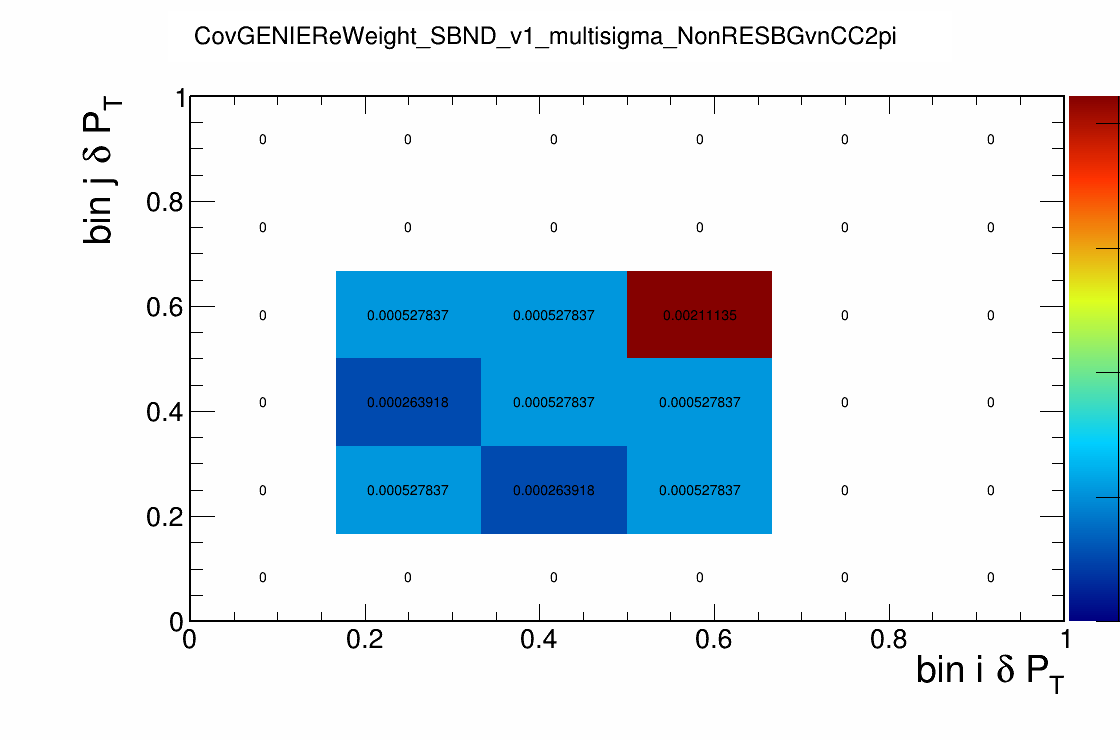 CovGENIEReWeight_SBND_v1_multisigma_NonRESBGvnCC2pi
bin j δ P_T
1
0 0 0 0 0 0
0.8
0 0 0 0 0 0
0.6
0 0.000527837 0.000527837 0.00211135 0 0
0.4
0 0.000263918 0.000527837 0.000527837 0 0
0 0.000527837 0.000263918 0.000527837 0 0
0.2
0 0 0 0 0 0
0
0 0.2 0.4 0.6 0.8 1
bin i δ P_T